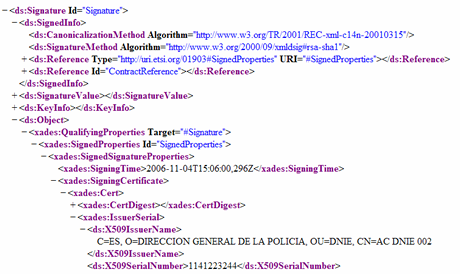 − <ds:Signature Id="Signature">
− <ds:SignedInfo>
<ds:CanonicalizationMethod Algorithm="http://www.w3.org/TR/2001/REC-xml-c14n-20010315"/>
<ds:SignatureMethod Algorithm="http://www.w3.org/2000/09/xmldsig#rsa-sha1"/>
+ <ds:Reference Type="http://uri.etsi.org/01903#SignedProperties" URI="#SignedProperties"></ds:Reference>
+ <ds:Reference Id="ContractReference"></ds:Reference>
</ds:SignedInfo>
+ <ds:SignatureValue></ds:SignatureValue>
+ <ds:KeyInfo></ds:KeyInfo>
− <ds:Object>
− <xades:QualifyingProperties Target="#Signature">
− <xades:SignedProperties Id="SignedProperties">
− <xades:SignedSignatureProperties>
<xades:SigningTime>2006-11-04T15:06:00,296Z</xades:SigningTime>
− <xades:SigningCertificate>
− <xades:Cert>
+ <xades:CertDigest></xades:CertDigest>
− <xades:IssuerSerial>
− <ds:X509IssuerName>
C=ES, O=DIRECCION GENERAL DE LA POLICIA, OU=DNIE, CN=AC DNIE 002
</ds:X509IssuerName>
<ds:X509SerialNumber>1141223244</ds:X509SerialNumber>